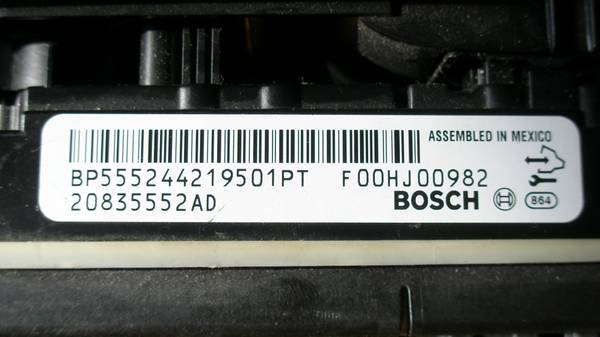 ASSEMBLED IN MEXICO
BP555244219501PT F00HJ00982
20835552AD BOSCH 864